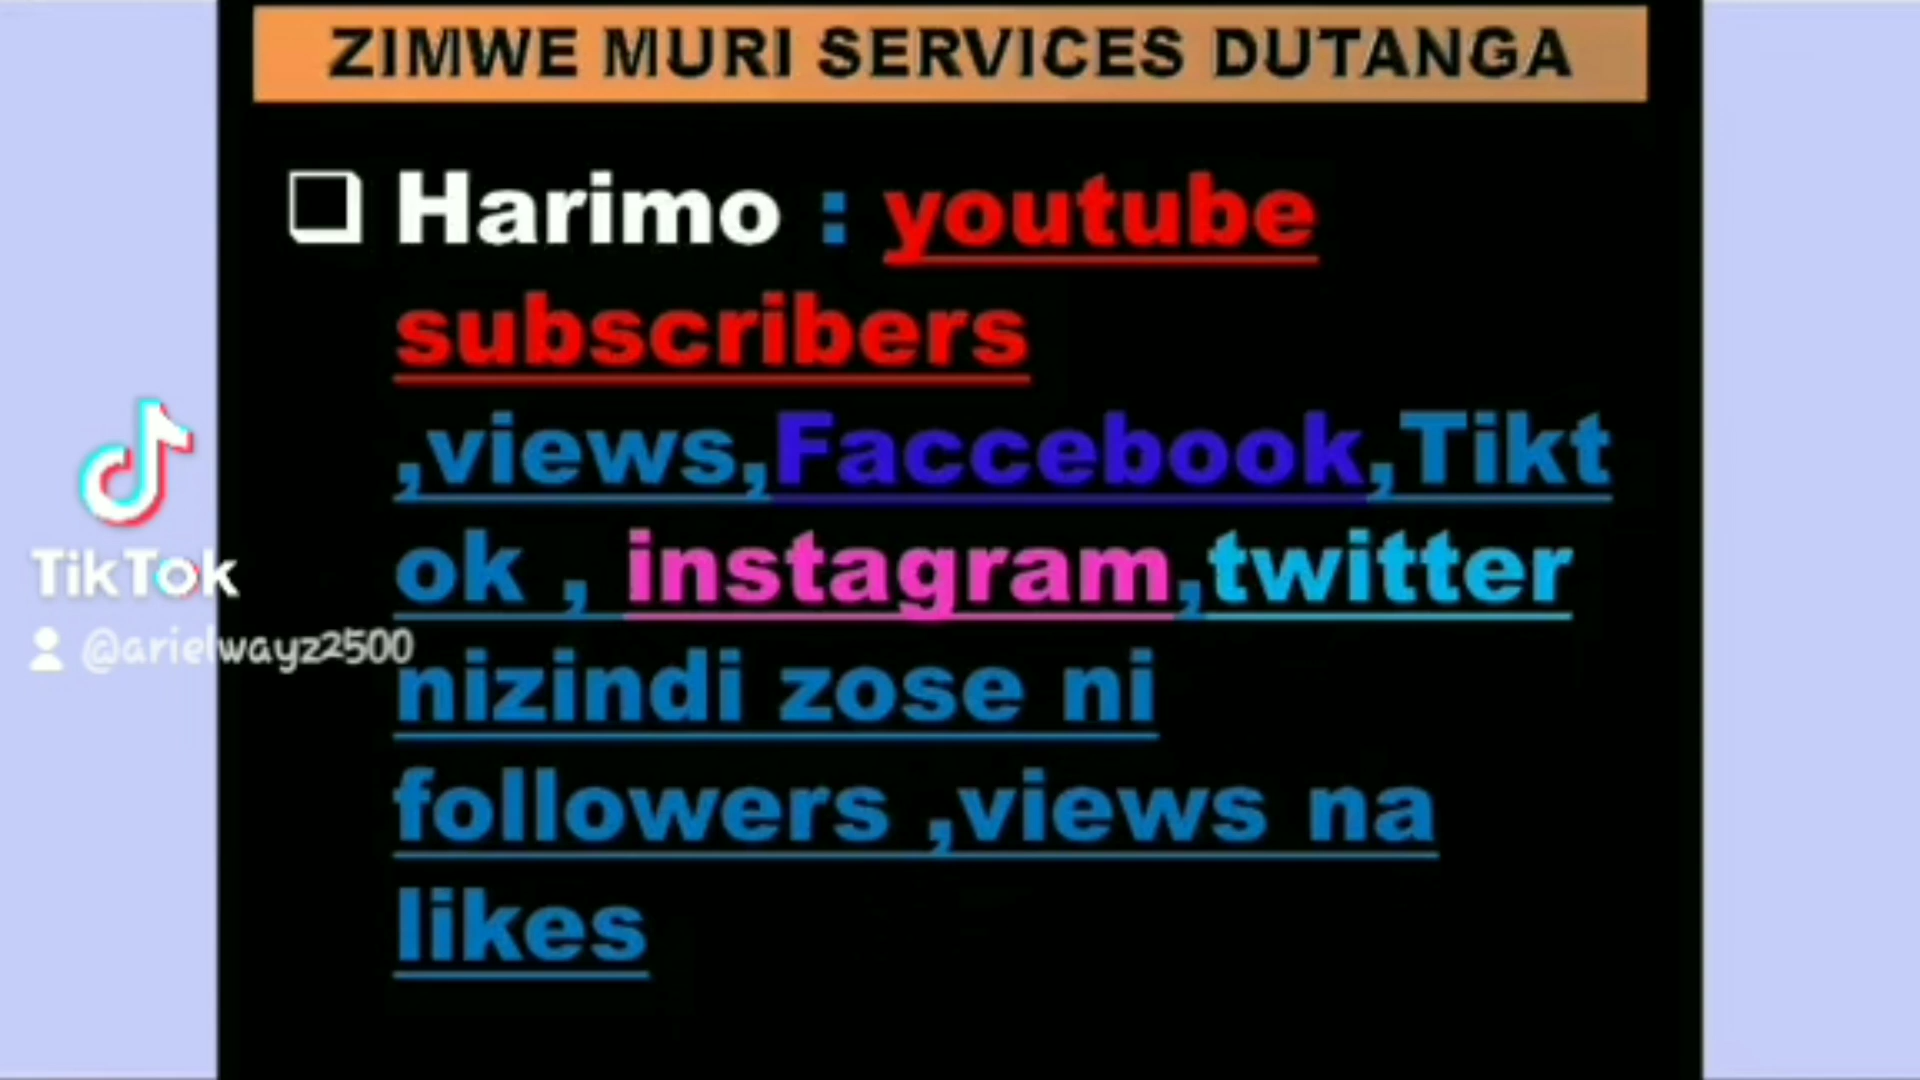 ZIMWE MURI SERVICES DUTANGA
Harimo : youtube
subscribers
,views,Faccebook,Tikt
ok , instagram,twitter
nizindi zose ni
followers ,views na
likes
TikTok
@arielwayz2500